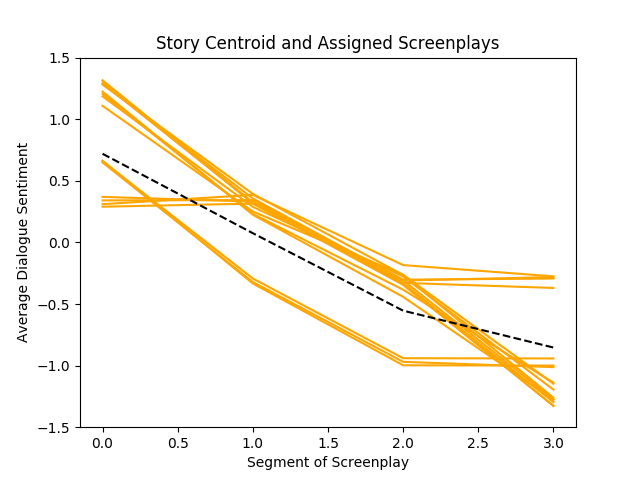 Story Centroid and Assigned Screenplays
1.5
1.0
0.5
0.0
−0.5
−1.0
−1.5
Average Dialogue Sentiment
0.0 0.5 1.0 1.5 2.0 2.5 3.0
Segment of Screenplay